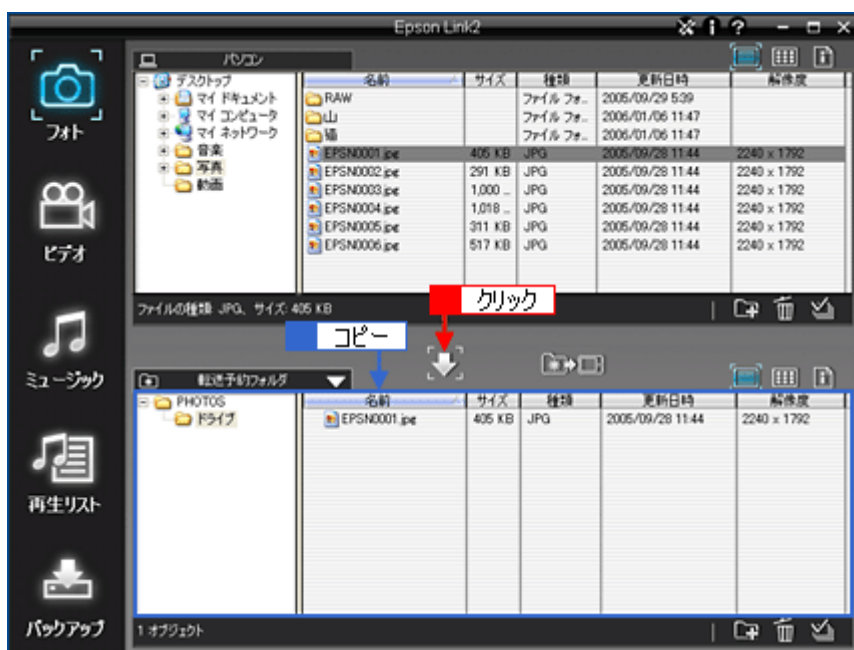 Epson Link2
フォト
ビデオ
ミュージック
再生リスト
バックアップ
パソコン
デスクトップ
マイ ドキュメント
マイ コンピュータ
マイ ネットワーク
音楽
写真
動画
名前 サイズ 種類 更新日時 解像度
RAW ファイル フォ... 2005/09/29 5:39
山 ファイル フォ... 2006/01/06 11:47
猫 ファイル フォ... 2006/01/06 11:47
EPSN0001.jpg 405 KB JPG 2005/09/28 11:44 2240 x 1792
EPSN0002.jpg 291 KB JPG 2005/09/28 11:44 2240 x 1792
EPSN0003.jpg 1,000 ... JPG 2005/09/28 11:44 2240 x 1792
EPSN0004.jpg 1,018 ... JPG 2005/09/28 11:44 2240 x 1792
EPSN0005.jpg 311 KB JPG 2005/09/28 11:44 2240 x 1792
EPSN0006.jpg 517 KB JPG 2005/09/28 11:44 2240 x 1792
ファイルの種類: JPG、サイズ: 405 KB
クリック
コピー
転送予約フォルダ
PHOTOS
ドライブ
名前 サイズ 種類 更新日時 解像度
EPSN0001.jpg 405 KB JPG 2005/09/28 11:44 2240 x 1792
1 オブジェクト